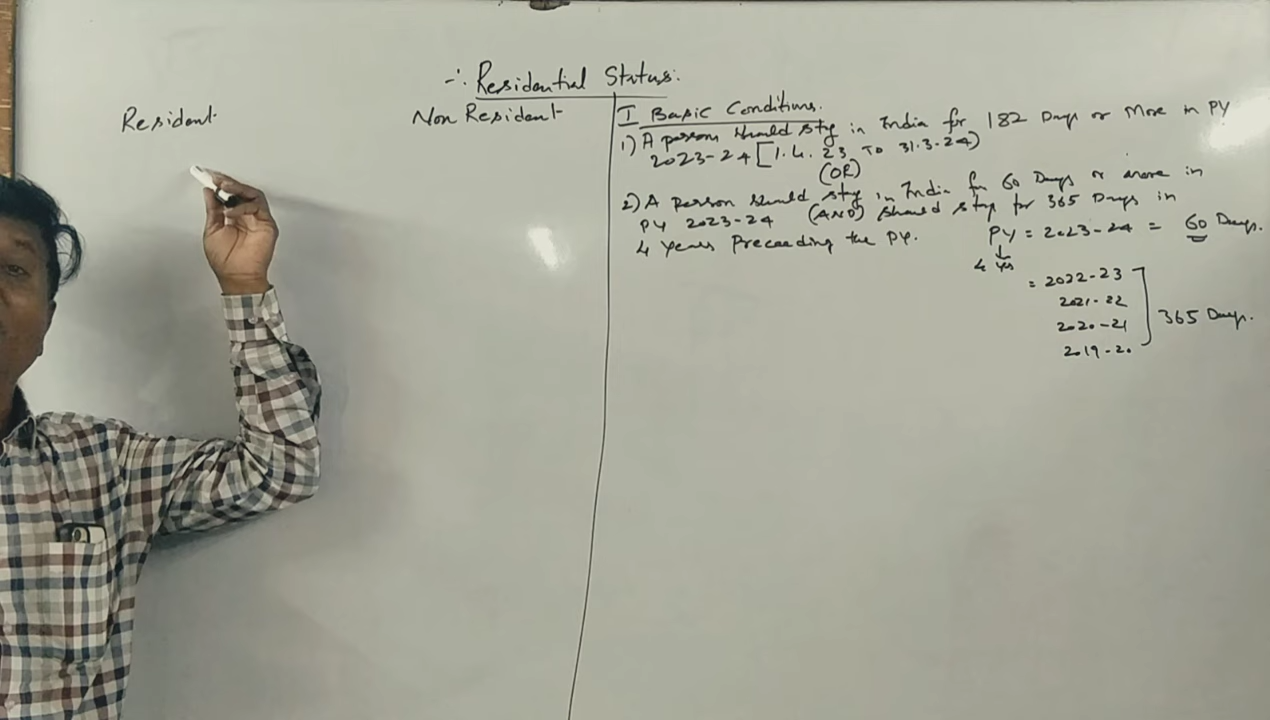 -: Residential Status:
Resident
Non Resident
I Basic Conditions.
1) A person should stay in India for 182 Days or More in PY
2023-24 [1.4.23 To 31.3.24)
(OR)
2) A person should stay in India for 60 Days or more in
PY 2023-24 (AND) should stay for 365 Days in
4 years Preceeding the PY.
PY = 2023-24 = 60 Days.
4 yrs
= 2022-23
2021-22
2020-21
2019-20
365 Days.